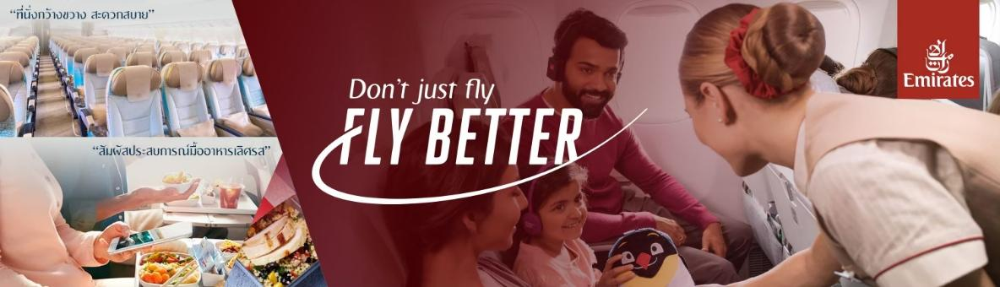 “ที่นั่งกว้างขวาง สะดวกสบาย”
“สัมผัสประสบการณ์มื้ออาหารเลิศรส”
Don’t just fly
FLY BETTER
Emirates